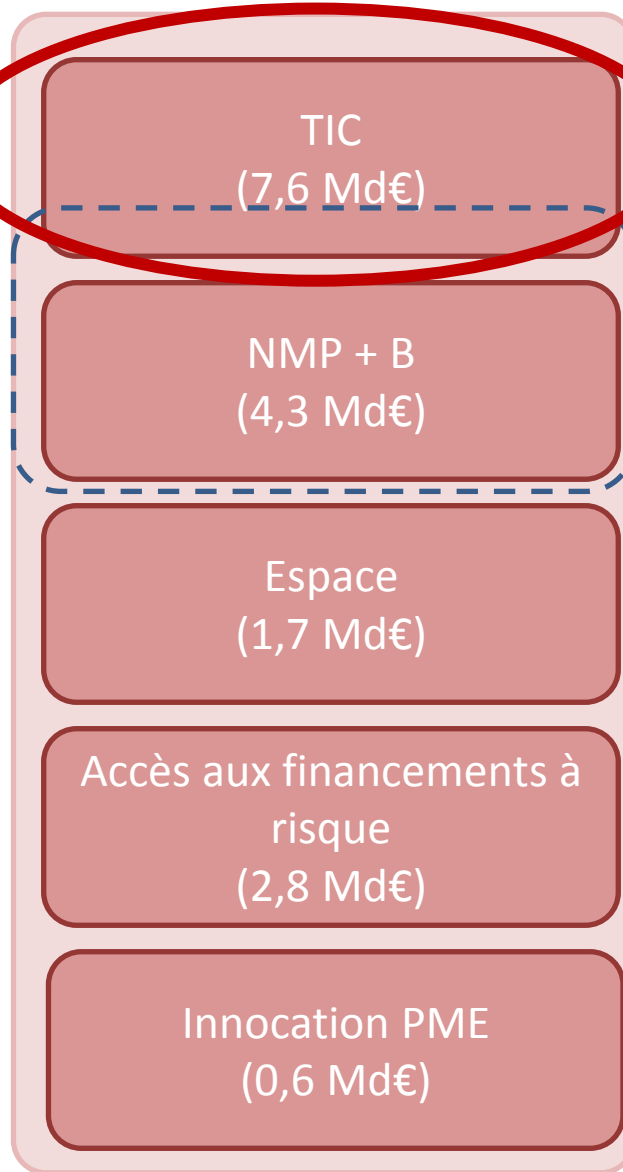 TIC
(7,6 Md€)
NMP + B
(4,3 Md€)
Espace
(1,7 Md€)
Accès aux financements à
risque
(2,8 Md€)
Innocation PME
(0,6 Md€)